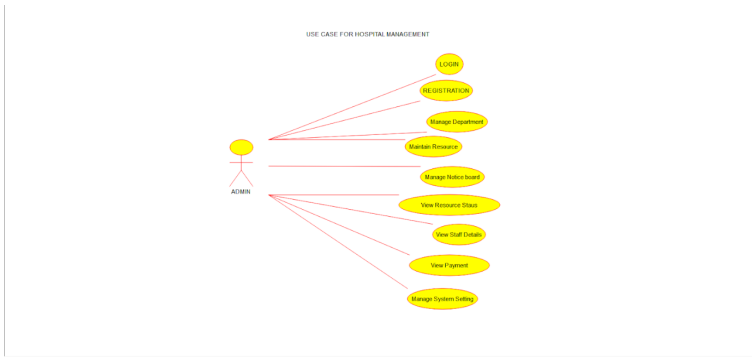 USE CASE FOR HOSPITAL MANAGEMENT
LOGIN
REGISTRATION
Manage Department
Maintain Resource
Manage Notice board
ADMIN
View Resource Staus
View Staff Details
View Payment
Manage System Setting